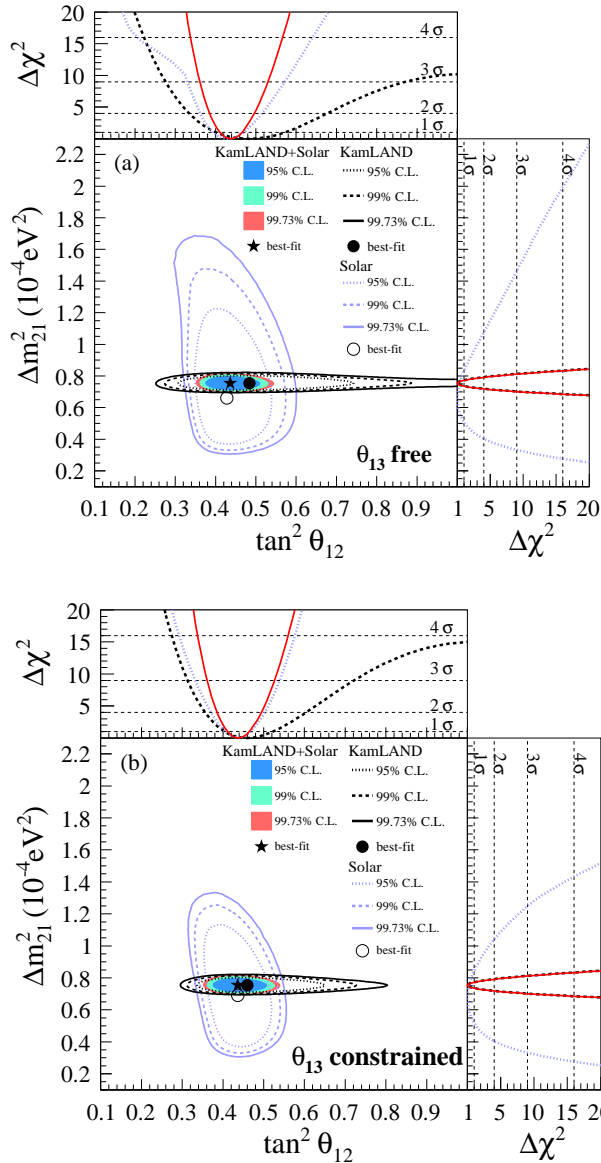 20
15
10
5
Δχ²
4 σ
3 σ
2 σ
1 σ
(a)
KamLAND+Solar
95% C.L.
99% C.L.
99.73% C.L.
best-fit
KamLAND
95% C.L.
99% C.L.
99.73% C.L.
best-fit
Solar
95% C.L.
99% C.L.
99.73% C.L.
best-fit
1σ
2σ
3σ
4σ
2.2
2
1.8
1.6
1.4
1.2
1
0.8
0.6
0.4
0.2
Δm²₂₁ (10⁻⁴eV²)
θ₁₃ free
0.1 0.2 0.3 0.4 0.5 0.6 0.7 0.8 0.9 1 5 10 15 20
tan² θ₁₂
Δχ²
20
15
10
5
Δχ²
4 σ
3 σ
2 σ
1 σ
(b)
KamLAND+Solar
95% C.L.
99% C.L.
99.73% C.L.
best-fit
KamLAND
95% C.L.
99% C.L.
99.73% C.L.
best-fit
Solar
95% C.L.
99% C.L.
99.73% C.L.
best-fit
1σ
2σ
3σ
4σ
2.2
2
1.8
1.6
1.4
1.2
1
0.8
0.6
0.4
0.2
Δm²₂₁ (10⁻⁴eV²)
θ₁₃ constrained
0.1 0.2 0.3 0.4 0.5 0.6 0.7 0.8 0.9 1 5 10 15 20
tan² θ₁₂
Δχ²